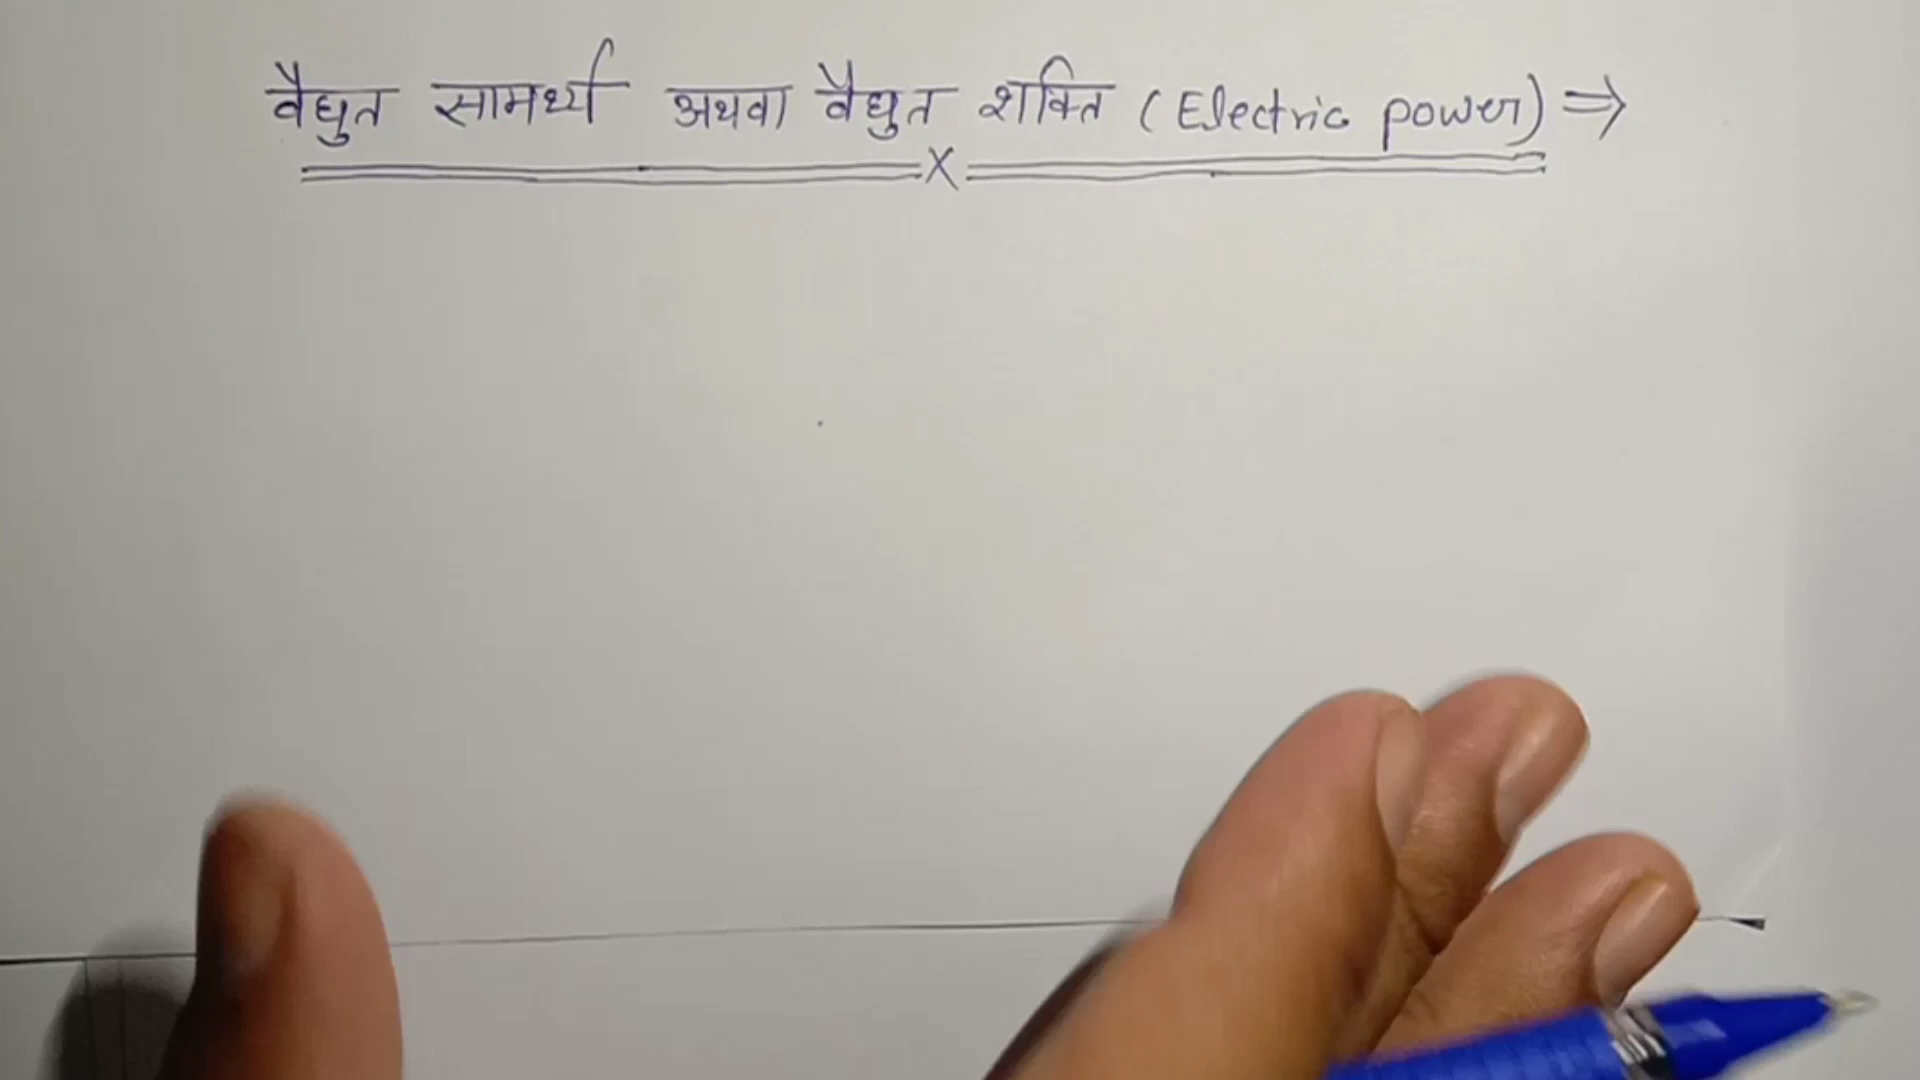 वैद्युत सामर्थ्य अथवा वैद्युत शक्ति (Electric power) ⇒